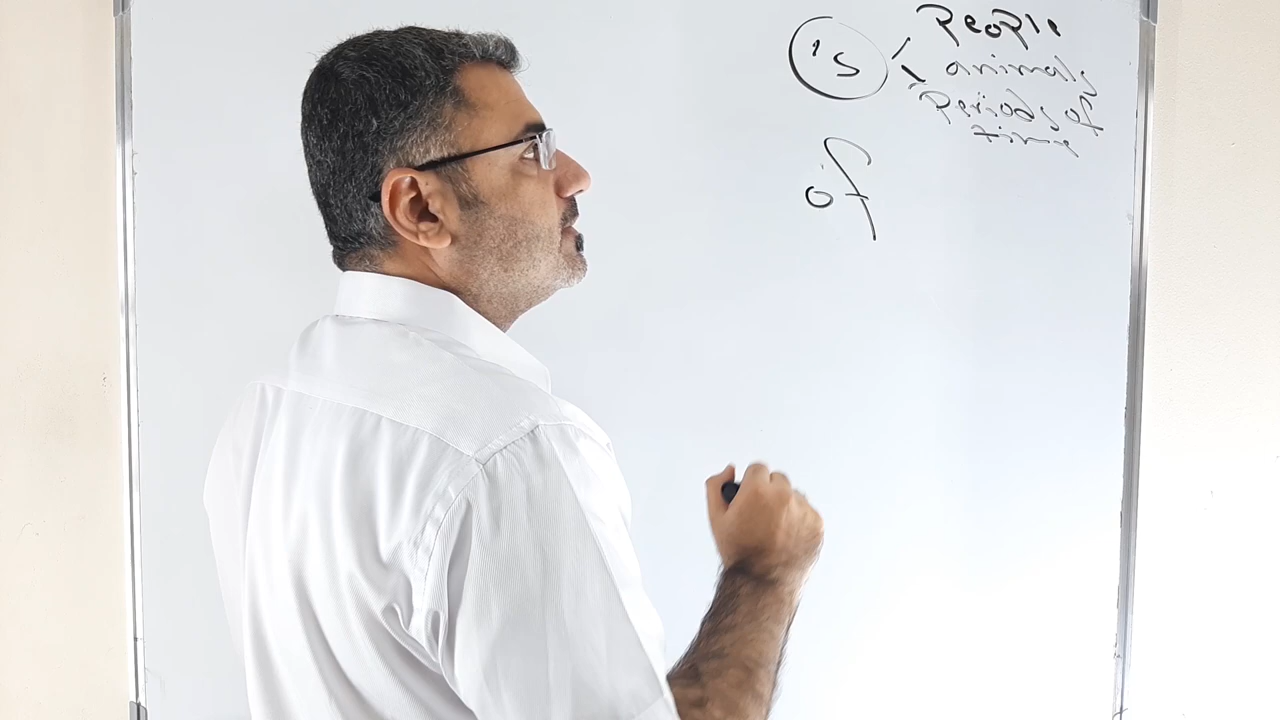 People
's animals
Periods of
time
of